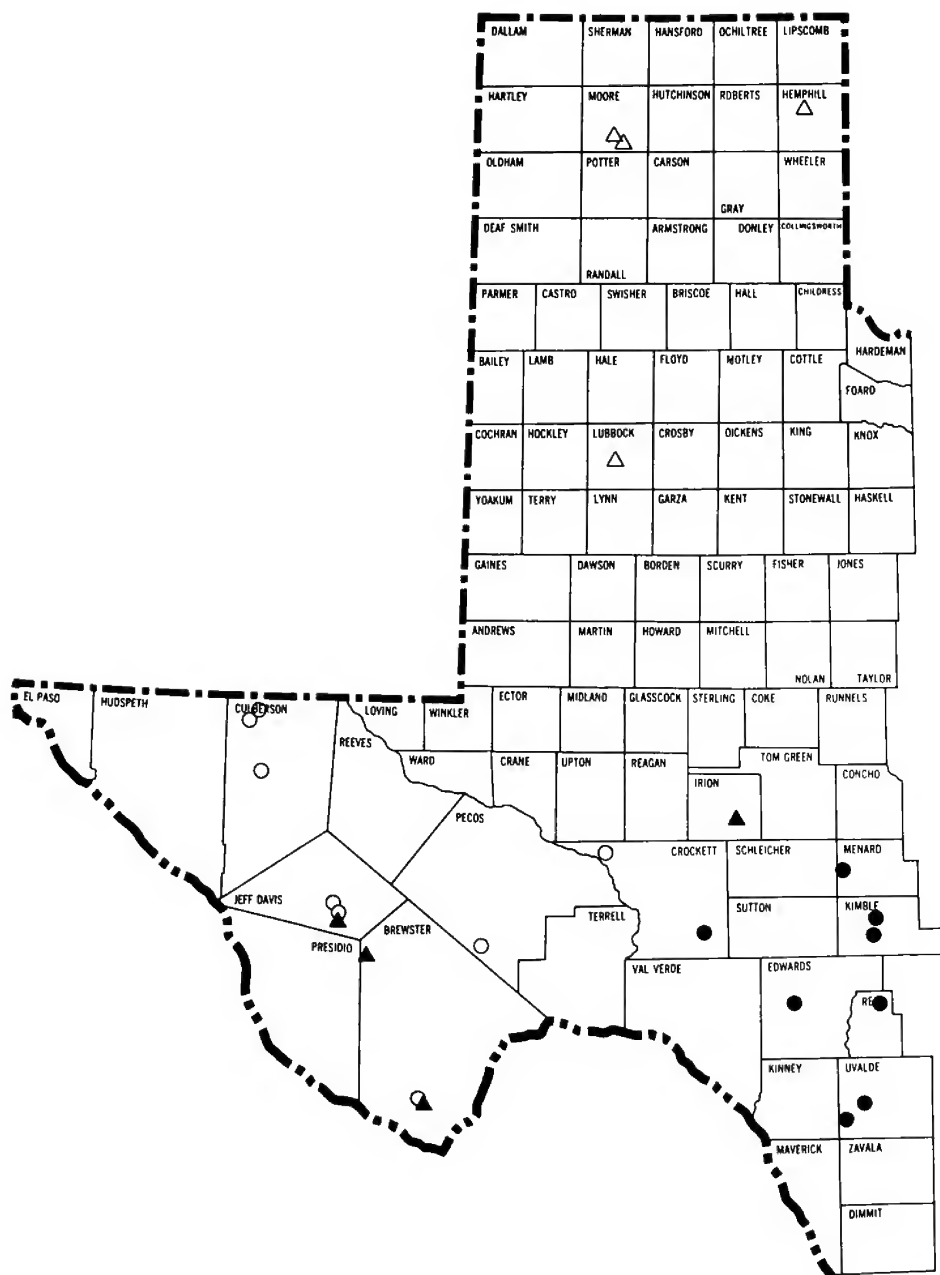 DALLAM SHERMAN HANSFORD OCHILTREE LIPSCOMB
HARTLEY MOORE HUTCHINSON RDBERTS HEMPHILL
OLDHAM POTTER CARSON WHEELER
GRAY
DEAF SMITH ARMSTRONG DONLEY COLLINGSWORTH
RANDALL
PARMER CASTRO SWISHER BRISCOE HALL CHILDRESS
HARDEMAN
BAILEY LAMB HALE FLOYD MOTLEY COTTLE
FOARD
COCHRAN HOCKLEY LUBBOCK CROSBY DICKENS KING KNOX
YOAKUM TERRY LYNN GARZA KENT STONEWALL HASKELL
GAINES DAWSON BORDEN SCURRY FISHER JONES
ANDREWS MARTIN HOWARD MITCHELL
NOLAN TAYLOR
EL PASO HUDSPETH CULBERSON LOVING WINKLER ECTOR MIDLAND GLASSCOCK STERLING COKE RUNNELS
REEVES WARD CRANE UPTON REAGAN TOM GREEN
IRION CONCHO
PECOS
CROCKETT SCHLEICHER MENARD
JEFF DAVIS TERRELL SUTTON KIMBLE
PRESIDIO BREWSTER
VAL VERDE EDWARDS
RE
KINNEY UVALDE
MAVERICK ZAVALA
DIMMIT